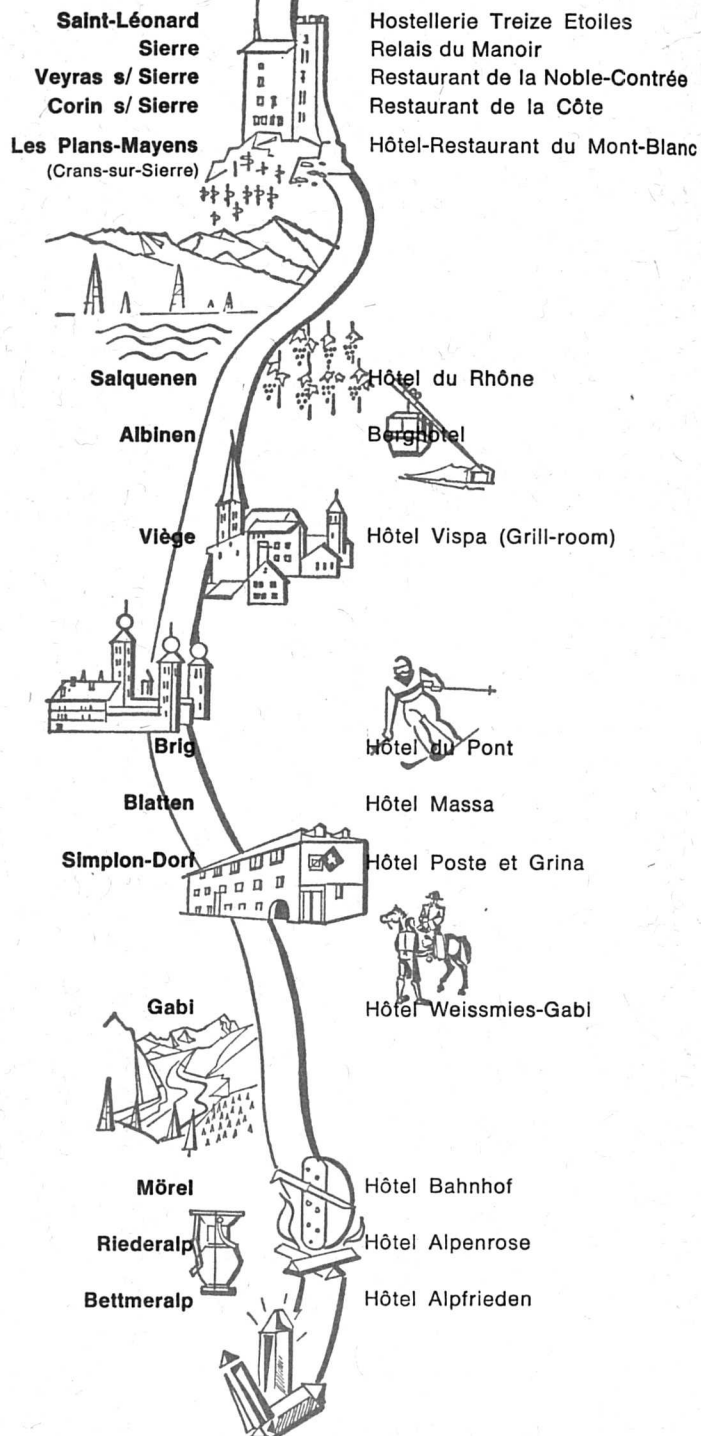 Saint-Léonard Hostellerie Treize Etoiles
Sierre Relais du Manoir
Veyras s/ Sierre Restaurant de la Noble-Contrée
Corin s/ Sierre Restaurant de la Côte
Les Plans-Mayens Hôtel-Restaurant du Mont-Blanc
(Crans-sur-Sierre)
Salquenen Hôtel du Rhône
Albinen Berghotel
Viège Hôtel Vispa (Grill-room)
Brig Hôtel du Pont
Blatten Hôtel Massa
Simplon-Dorf Hôtel Poste et Grina
Gabi Hôtel Weissmies-Gabi
Mörel Hôtel Bahnhof
Riederalp Hôtel Alpenrose
Bettmeralp Hôtel Alpfrieden